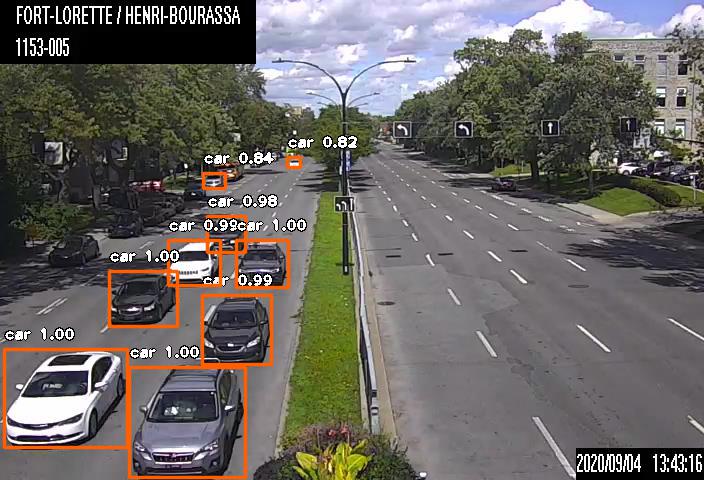 FORT-LORETTE / HENRI-BOURASSA
1153-005
car 0.82
car 0.84
car 0.98
car 0.99 car 1.00
car 1.00
car 0.99
car 1.00
car 1.00
2020/09/04 13:43:16